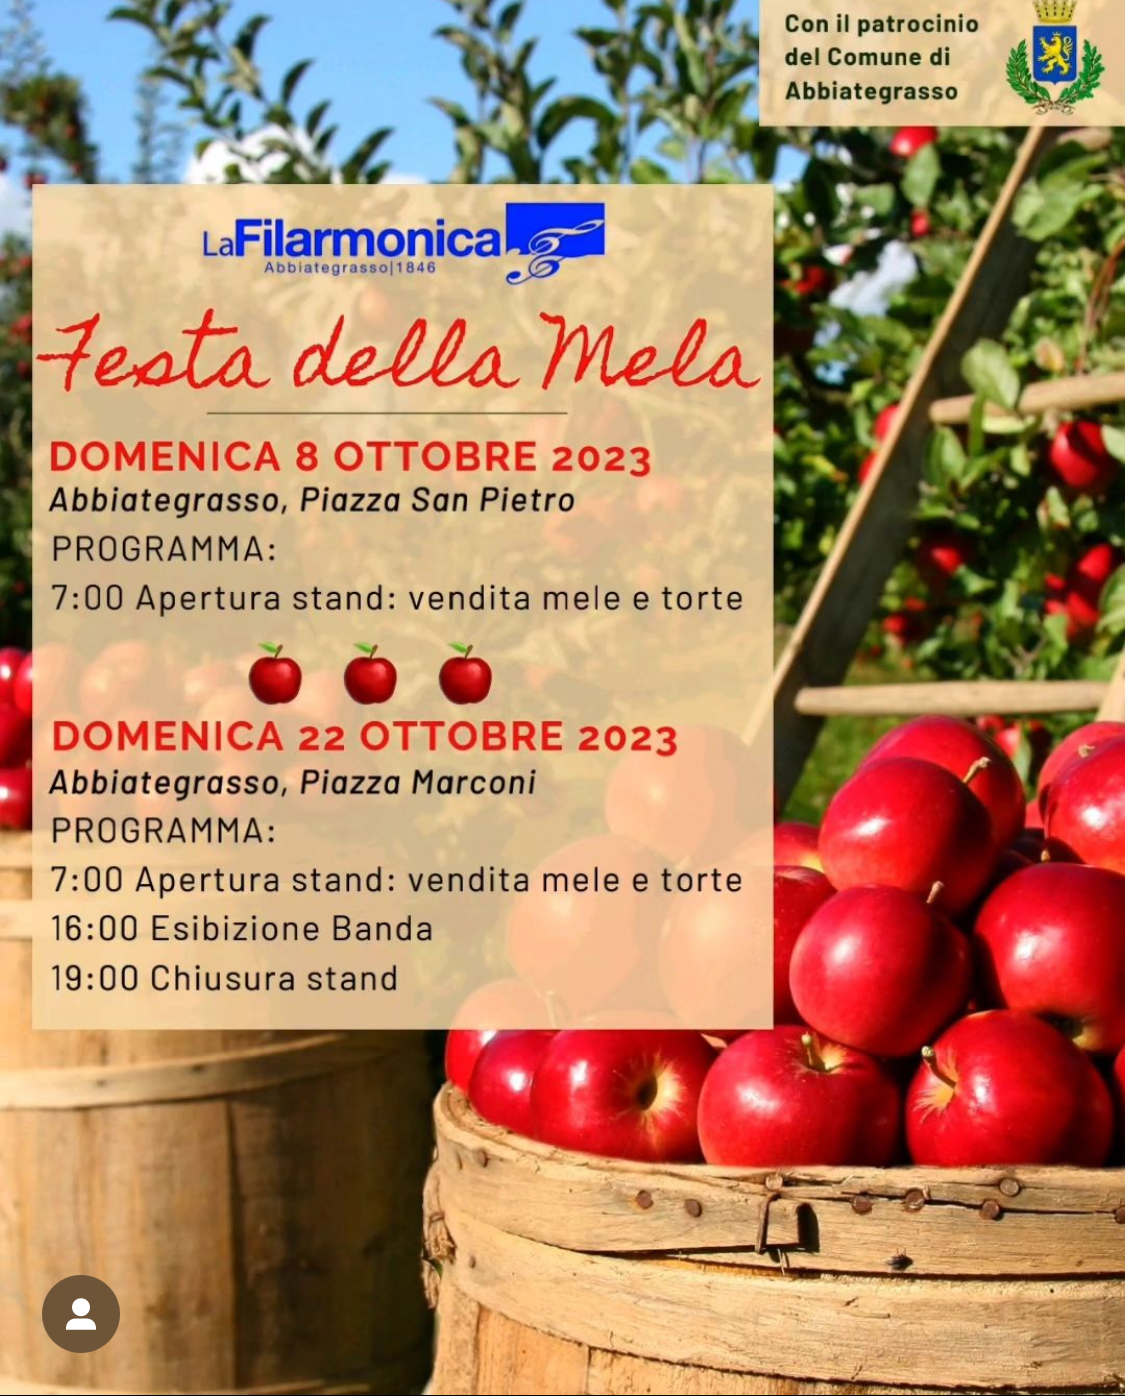 Con il patrocinio
del Comune di
Abbiategrasso
LaFilarmonica
Abbiategrasso|1846
Festa della Mela
DOMENICA 8 OTTOBRE 2023
Abbiategrasso, Piazza San Pietro
PROGRAMMA:
7:00 Apertura stand: vendita mele e torte
DOMENICA 22 OTTOBRE 2023
Abbiategrasso, Piazza Marconi
PROGRAMMA:
7:00 Apertura stand: vendita mele e torte
16:00 Esibizione Banda
19:00 Chiusura stand